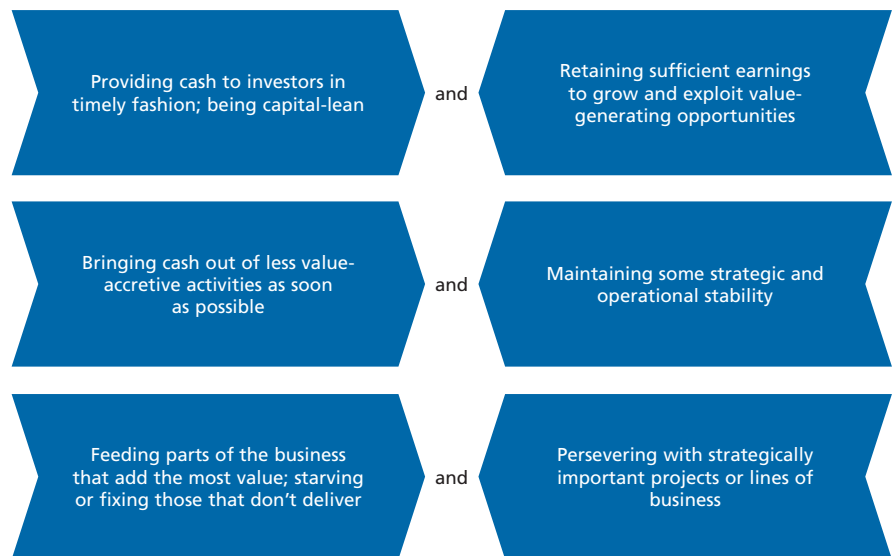 Providing cash to investors in
timely fashion; being capital-lean
and
Retaining sufficient earnings
to grow and exploit value-
generating opportunities
Bringing cash out of less value-
accretive activities as soon
as possible
and
Maintaining some strategic and
operational stability
Feeding parts of the business
that add the most value; starving
or fixing those that don’t deliver
and
Persevering with strategically
important projects or lines of
business